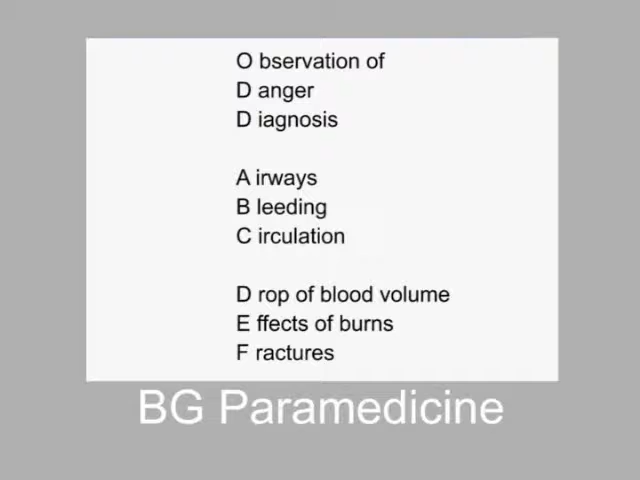 O bservation of
D anger
D iagnosis
A irways
B leeding
C irculation
D rop of blood volume
E ffects of burns
F ractures
BG Paramedicine